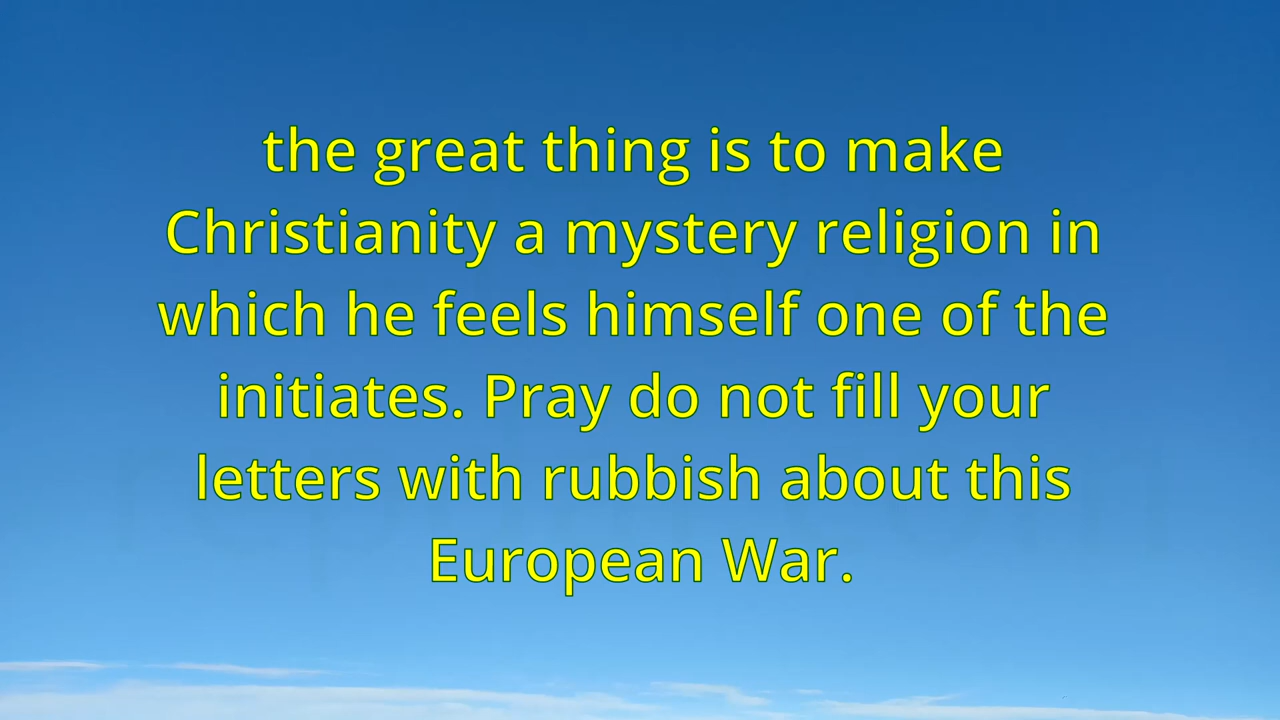 the great thing is to make
Christianity a mystery religion in
which he feels himself one of the
initiates. Pray do not fill your
letters with rubbish about this
European War.